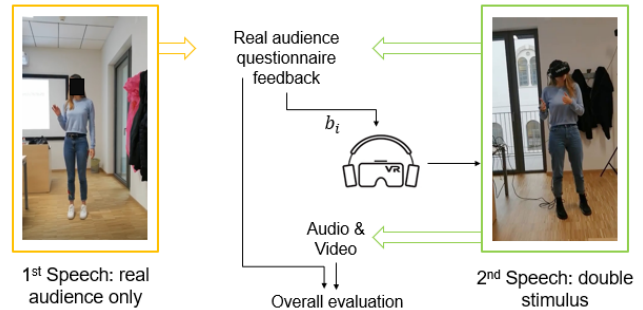 Real audience
questionnaire
feedback
b_i
VR
Audio &
Video
1st Speech: real
audience only
2nd Speech: double
stimulus
Overall evaluation